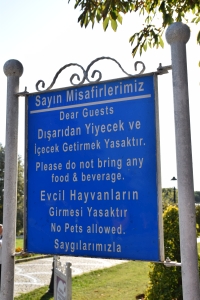 Sayın Misafirlerimiz
Dear Guests
Dışarıdan Yiyecek ve
İçecek Getirmek Yasaktır.
Please do not bring any
food & beverage.
Evcil Hayvanların
Girmesi Yasaktır
No Pets allowed.
Saygılarımızla